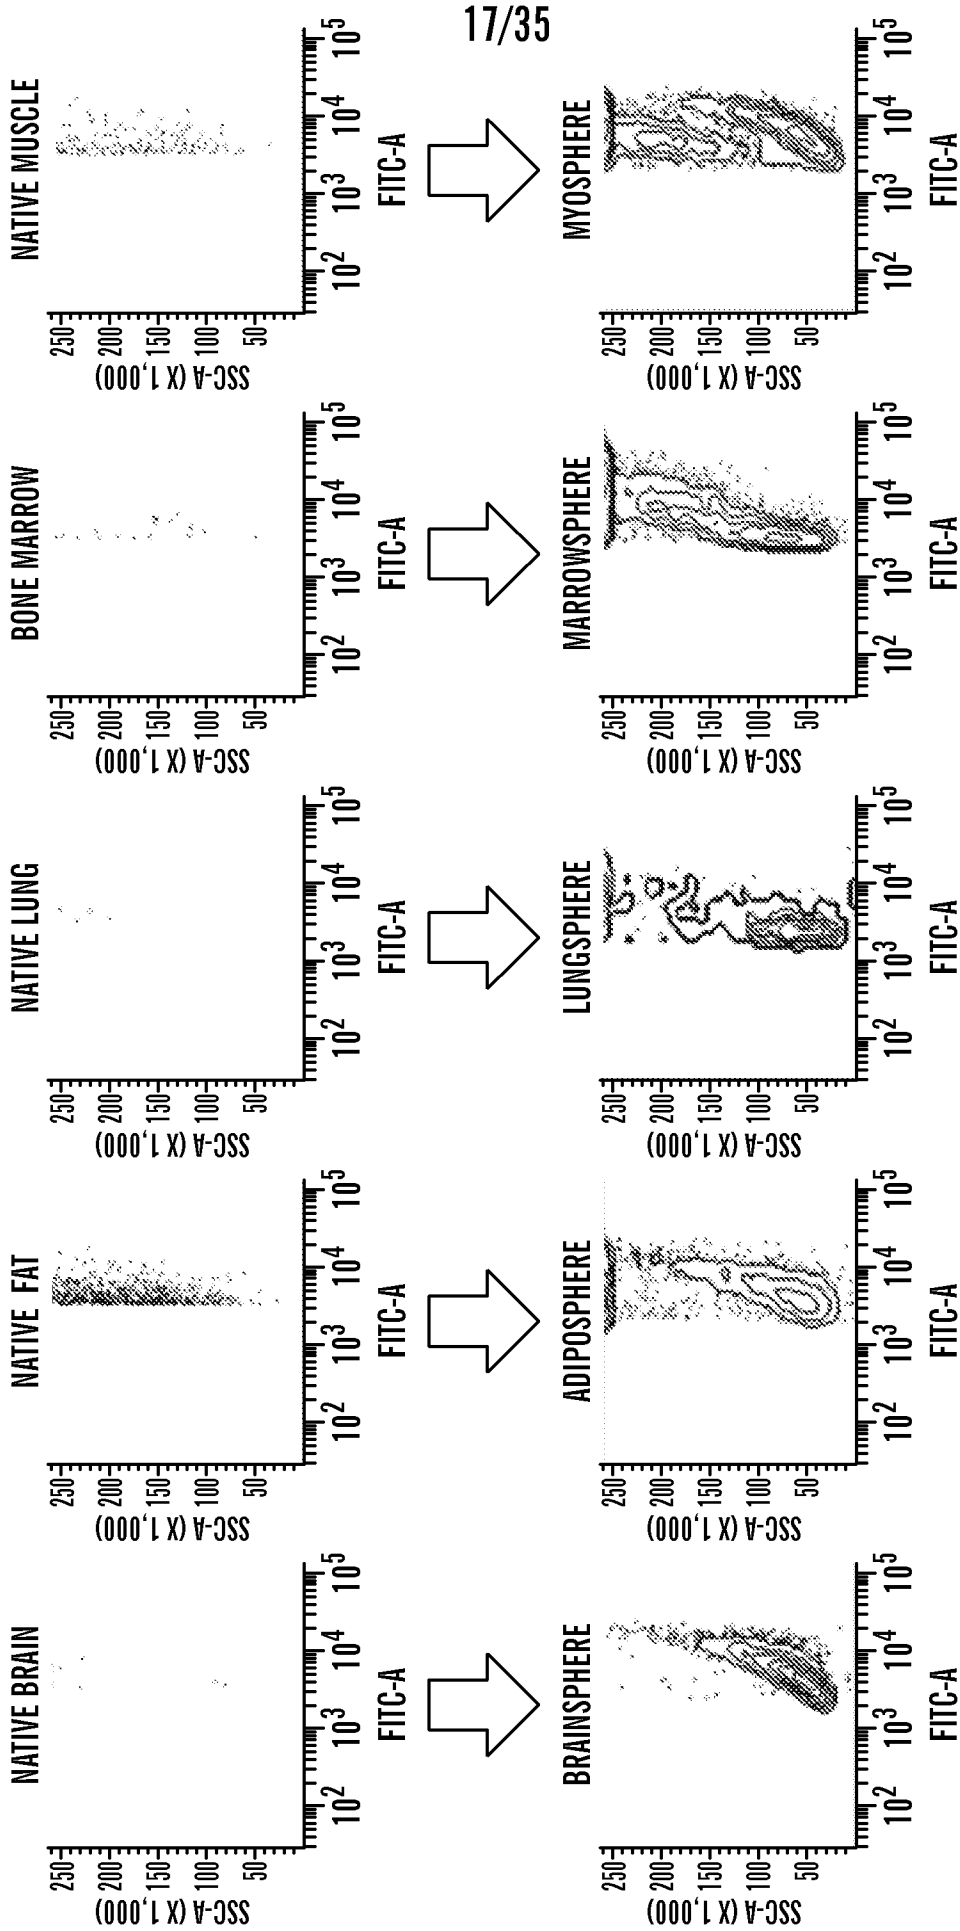 17/35
NATIVE BRAIN
SSC-A (X 1,000)
250
200
150
100
50
10² 10³ 10⁴ 10⁵
FITC-A
NATIVE FAT
SSC-A (X 1,000)
250
200
150
100
50
10² 10³ 10⁴ 10⁵
FITC-A
NATIVE LUNG
SSC-A (X 1,000)
250
200
150
100
50
10² 10³ 10⁴ 10⁵
FITC-A
BONE MARROW
SSC-A (X 1,000)
250
200
150
100
50
10² 10³ 10⁴ 10⁵
FITC-A
NATIVE MUSCLE
SSC-A (X 1,000)
250
200
150
100
50
10² 10³ 10⁴ 10⁵
FITC-A
BRAINSPHERE
SSC-A (X 1,000)
250
200
150
100
50
10² 10³ 10⁴ 10⁵
FITC-A
ADIPOSPHERE
SSC-A (X 1,000)
250
200
150
100
50
10² 10³ 10⁴ 10⁵
FITC-A
LUNGSPHERE
SSC-A (X 1,000)
250
200
150
100
50
10² 10³ 10⁴ 10⁵
FITC-A
MARROWSPHERE
SSC-A (X 1,000)
250
200
150
100
50
10² 10³ 10⁴ 10⁵
FITC-A
MYOSPHERE
SSC-A (X 1,000)
250
200
150
100
50
10² 10³ 10⁴ 10⁵
FITC-A